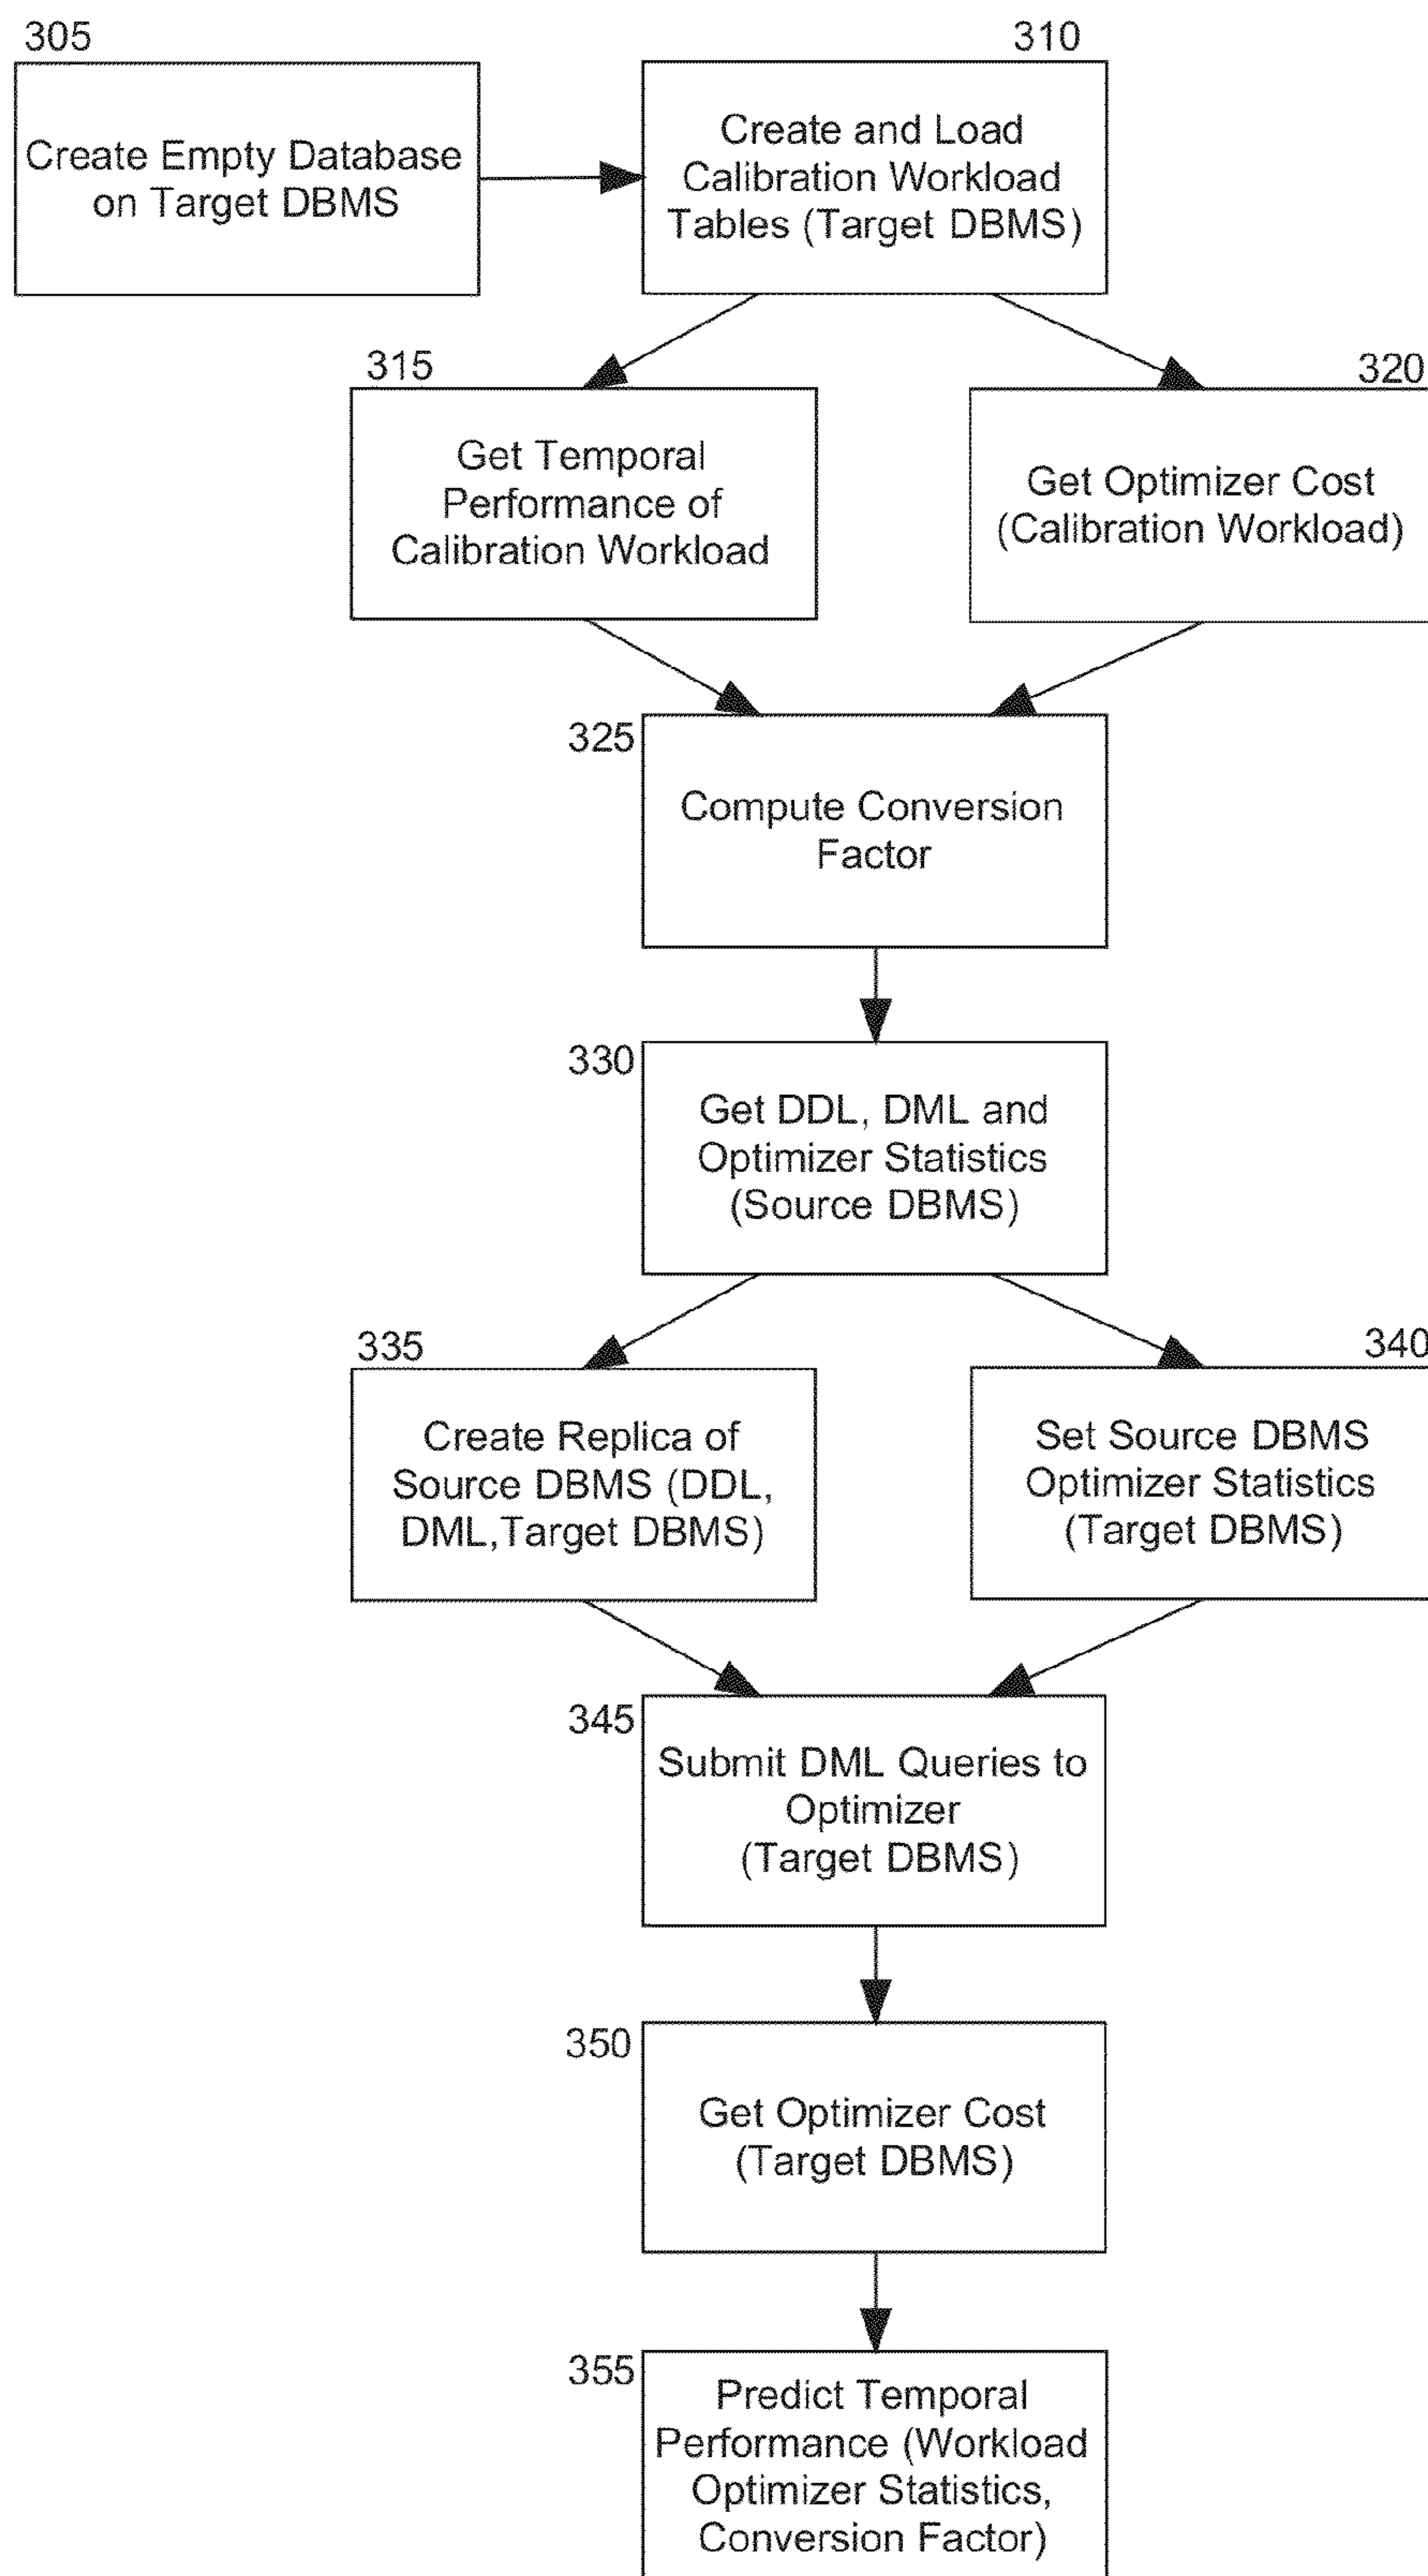 305
Create Empty Database
on Target DBMS
310
Create and Load
Calibration Workload
Tables (Target DBMS)
315
Get Temporal
Performance of
Calibration Workload
320
Get Optimizer Cost
(Calibration Workload)
325
Compute Conversion
Factor
330
Get DDL, DML and
Optimizer Statistics
(Source DBMS)
335
Create Replica of
Source DBMS (DDL,
DML,Target DBMS)
340
Set Source DBMS
Optimizer Statistics
(Target DBMS)
345
Submit DML Queries to
Optimizer
(Target DBMS)
350
Get Optimizer Cost
(Target DBMS)
355
Predict Temporal
Performance (Workload
Optimizer Statistics,
Conversion Factor)